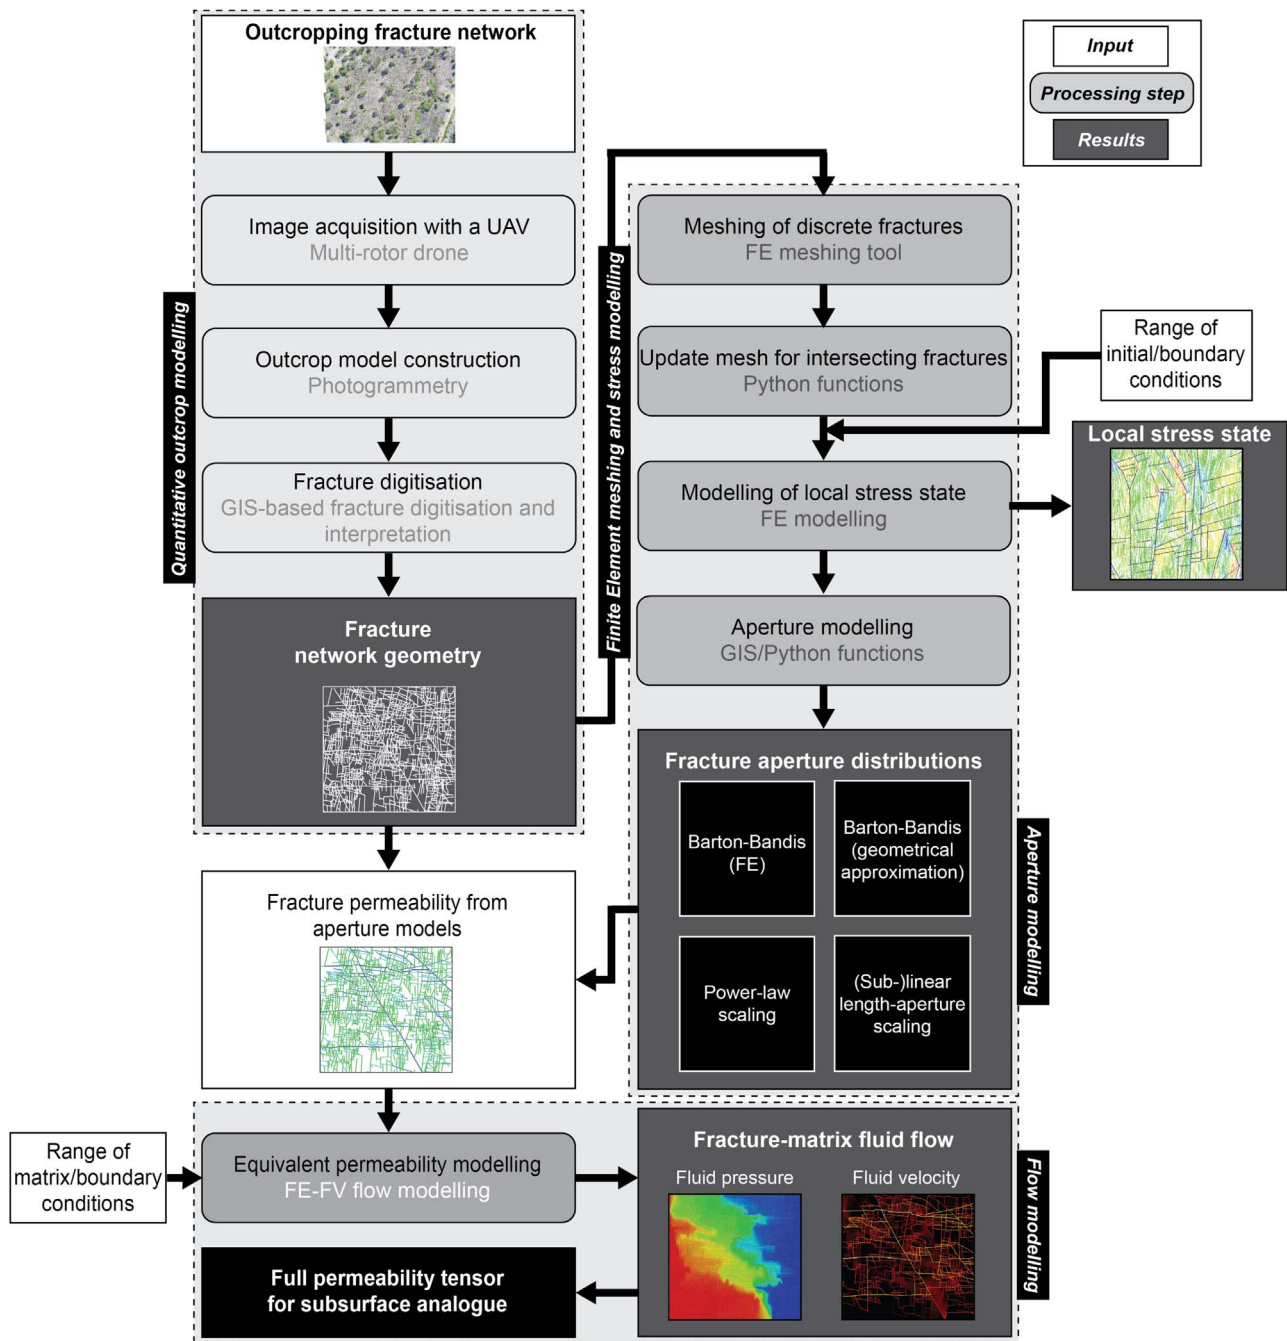 Outcropping fracture network
Input
Processing step
Results
Image acquisition with a UAV
Multi-rotor drone
Outcrop model construction
Photogrammetry
Fracture digitisation
GIS-based fracture digitisation and
interpretation
Fracture
network geometry
Quantitative outcrop modelling
Finite Element meshing and stress modelling
Meshing of discrete fractures
FE meshing tool
Update mesh for intersecting fractures
Python functions
Range of
initial/boundary
conditions
Modelling of local stress state
FE modelling
Local stress state
Aperture modelling
GIS/Python functions
Fracture aperture distributions
Barton-Bandis
(FE)
Barton-Bandis
(geometrical
approximation)
Power-law
scaling
(Sub-)linear
length-aperture
scaling
Aperture modelling
Fracture permeability from
aperture models
Range of
matrix/boundary
conditions
Equivalent permeability modelling
FE-FV flow modelling
Fracture-matrix fluid flow
Fluid pressure
Fluid velocity
Flow modelling
Full permeability tensor
for subsurface analogue